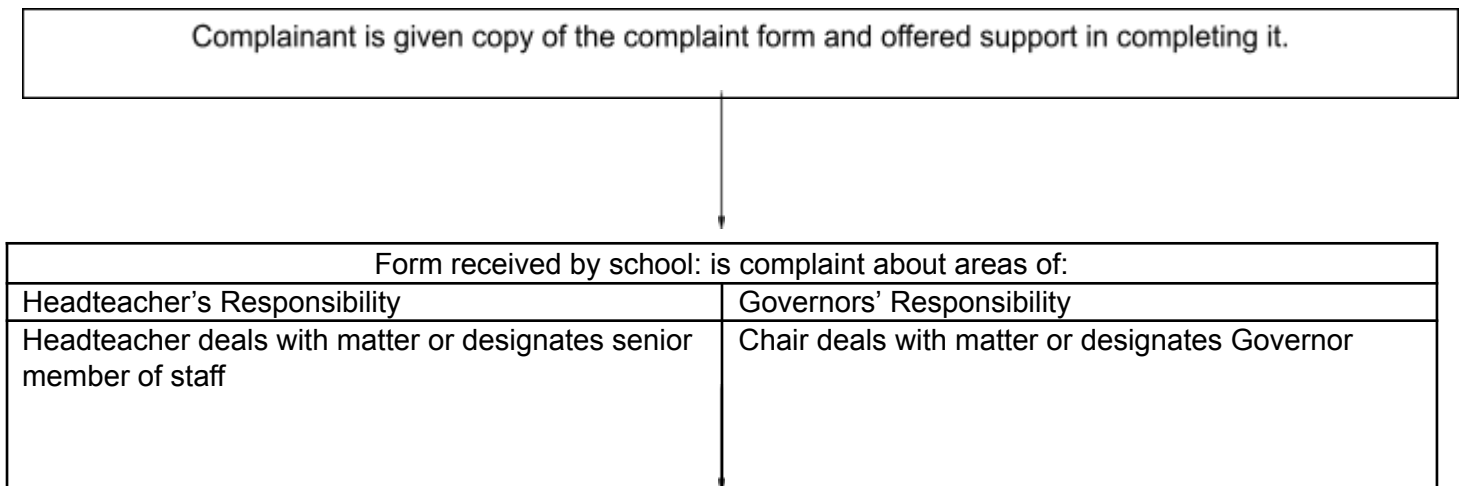 Complainant is given copy of the complaint form and offered support in completing it.
Form received by school: is complaint about areas of:
Headteacher’s Responsibility
Governors’ Responsibility
Headteacher deals with matter or designates senior
member of staff
Chair deals with matter or designates Governor